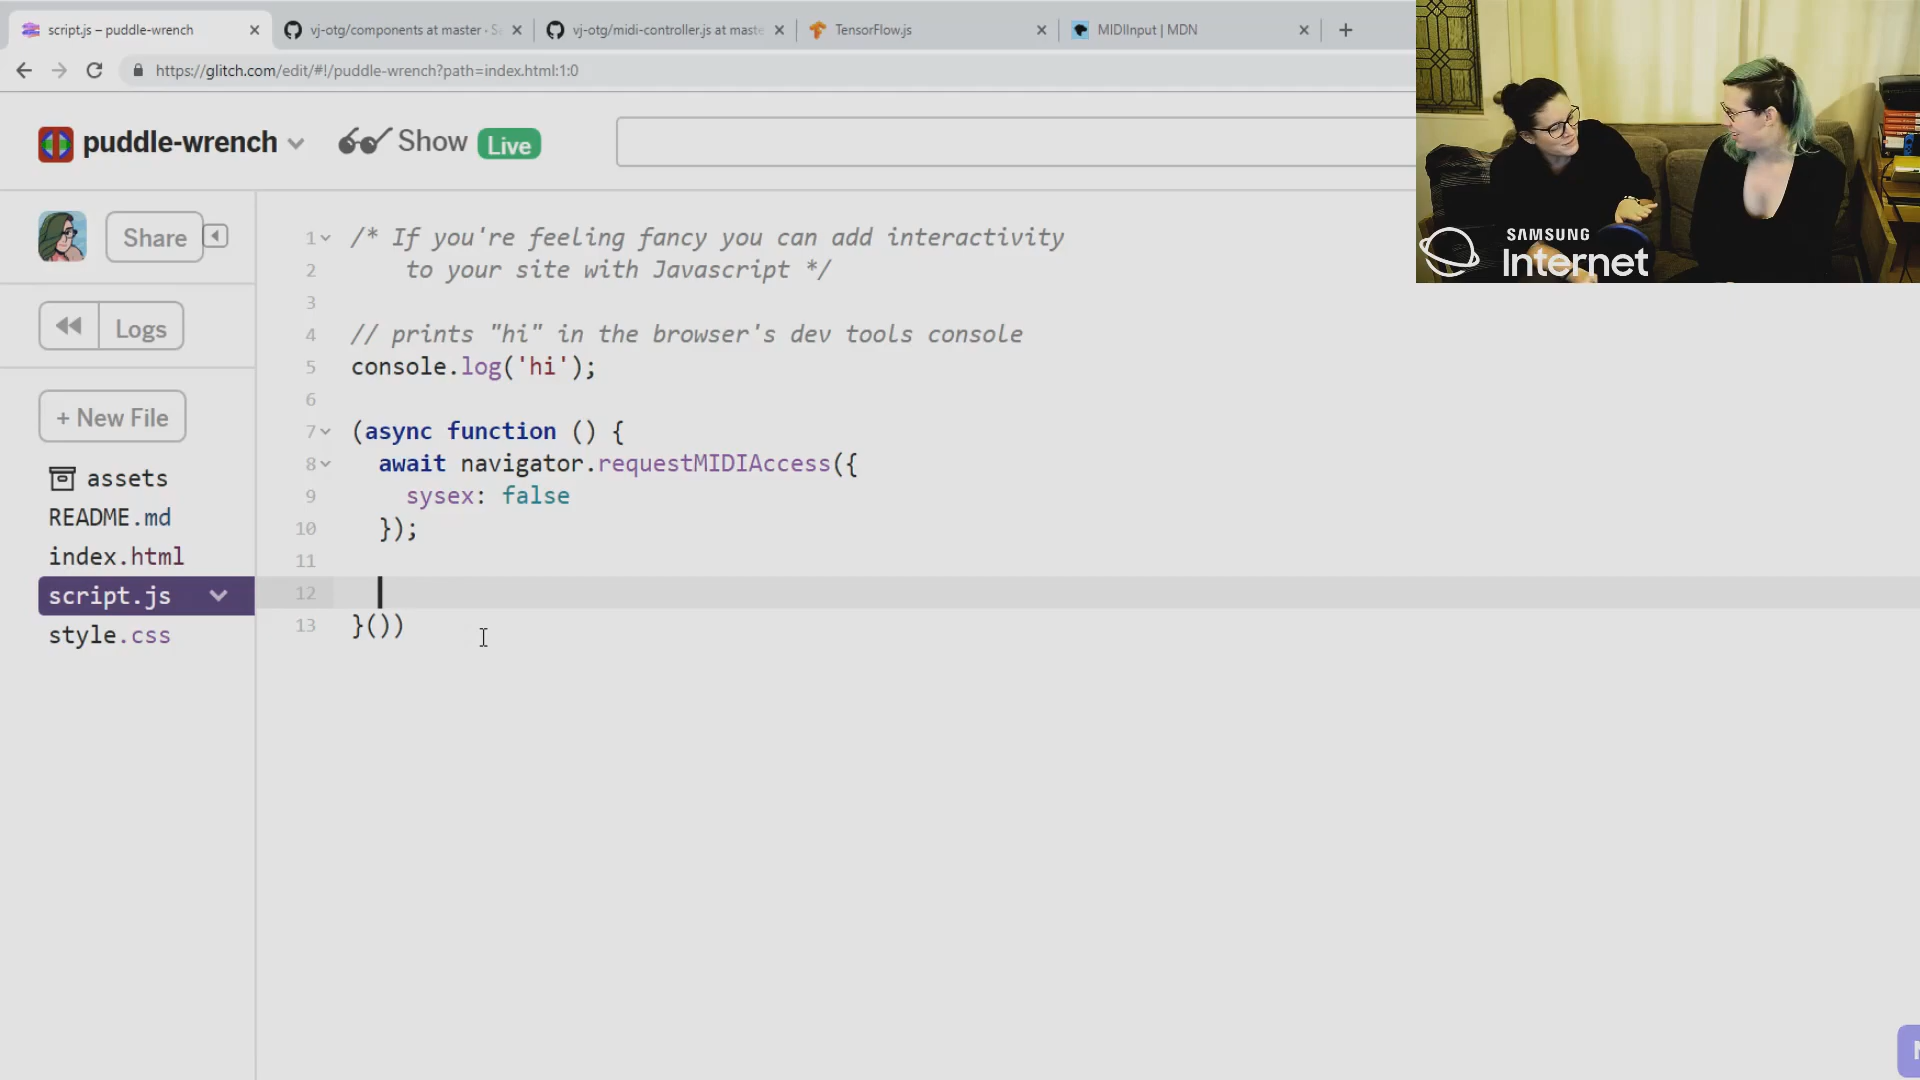 script.js – puddle-wrench
vj-otg/components at master · S
vj-otg/midi-controller.js at maste
TensorFlow.js
MIDIInput | MDN
https://glitch.com/edit/#!/puddle-wrench?path=index.html:1:0
puddle-wrench
Show
Live
Share
Logs
+ New File
assets
README.md
index.html
script.js
style.css
1 /* If you're feeling fancy you can add interactivity
2 to your site with Javascript */
3
4 // prints "hi" in the browser's dev tools console
5 console.log('hi');
6
7 (async function () {
8 await navigator.requestMIDIAccess({
9 sysex: false
10 });
11
12
13 }())
SAMSUNG
Internet